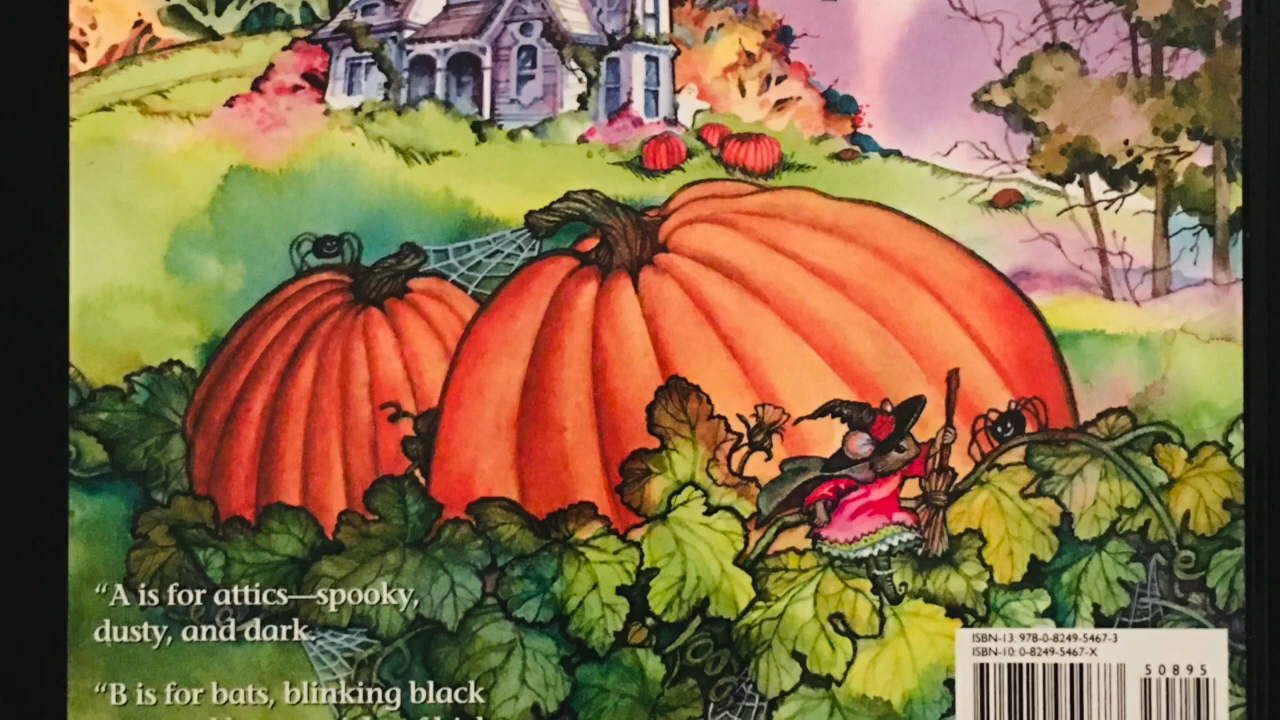 “A is for attics—spooky,
dusty, and dark.
“B is for bats, blinking black
ISBN-13: 978-0-8249-5467-3
ISBN-10: 0-8249-5467-X
50895